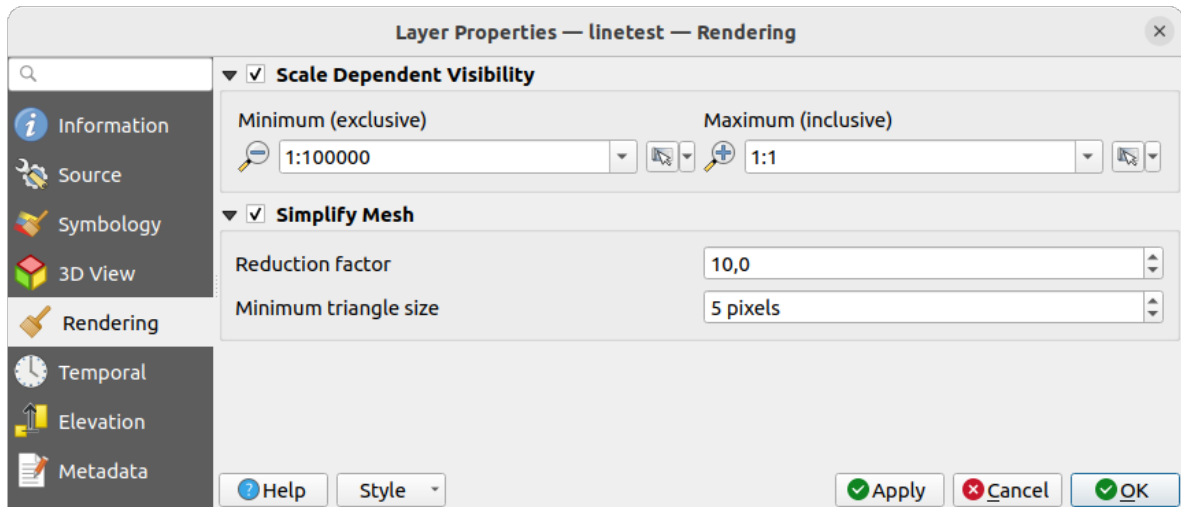 Layer Properties — linetest — Rendering
Scale Dependent Visibility
Minimum (exclusive) Maximum (inclusive)
1:100000 1:1
Simplify Mesh
Reduction factor 10,0
Minimum triangle size 5 pixels
Information
Source
Symbology
3D View
Rendering
Temporal
Elevation
Metadata
Help Style Apply Cancel OK